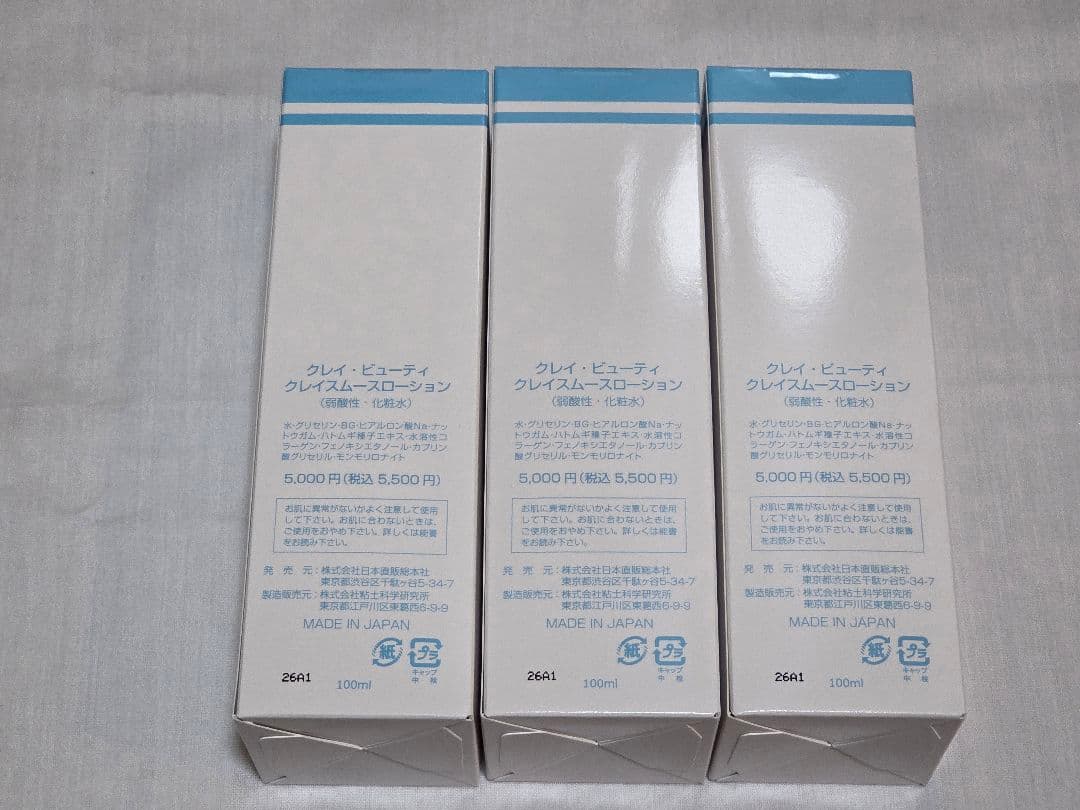 クレイ・ビューティ
クレイスムースローション
(弱酸性・化粧水)
水・グリセリン・BG・ヒアルロン酸Na・ナッ
トウガム・ハトムギ種子エキス・水溶性コ
ラーゲン・フェノキシエタノール・カプリン
酸グリセリル・モンモリロナイト
5,000円(税込 5,500円)
お肌に異常がないかよく注意して使用
して下さい。お肌に合わないときは、
ご使用をおやめ下さい。詳しくは能書
をお読み下さい。
発売元:株式会社日本直販総本社
東京都渋谷区千駄ヶ谷5-34-7
製造販売元:株式会社粘土科学研究所
東京都江戸川区東葛西6-9-9
MADE IN JAPAN
紙
プラ
キャップ
中栓
26A1
100ml
クレイ・ビューティ
クレイスムースローション
(弱酸性・化粧水)
水・グリセリン・BG・ヒアルロン酸Na・ナッ
トウガム・ハトムギ種子エキス・水溶性コ
ラーゲン・フェノキシエタノール・カプリン
酸グリセリル・モンモリロナイト
5,000円(税込 5,500円)
お肌に異常がないかよく注意して使用
して下さい。お肌に合わないときは、
ご使用をおやめ下さい。詳しくは能書
をお読み下さい。
発売元:株式会社日本直販総本社
東京都渋谷区千駄ヶ谷5-34-7
製造販売元:株式会社粘土科学研究所
東京都江戸川区東葛西6-9-9
MADE IN JAPAN
紙
プラ
キャップ
中栓
26A1
100ml
クレイ・ビューティ
クレイスムースローション
(弱酸性・化粧水)
水・グリセリン・BG・ヒアルロン酸Na・ナッ
トウガム・ハトムギ種子エキス・水溶性コ
ラーゲン・フェノキシエタノール・カプリン
酸グリセリル・モンモリロナイト
5,000円(税込 5,500円)
お肌に異常がないかよく注意して使用
して下さい。お肌に合わないときは、
ご使用をおやめ下さい。詳しくは能書
をお読み下さい。
発売元:株式会社日本直販総本社
東京都渋谷区千駄ヶ谷5-34-7
製造販売元:株式会社粘土科学研究所
東京都江戸川区東葛西6-9-9
MADE IN JAPAN
紙
プラ
キャップ
中栓
26A1
100ml